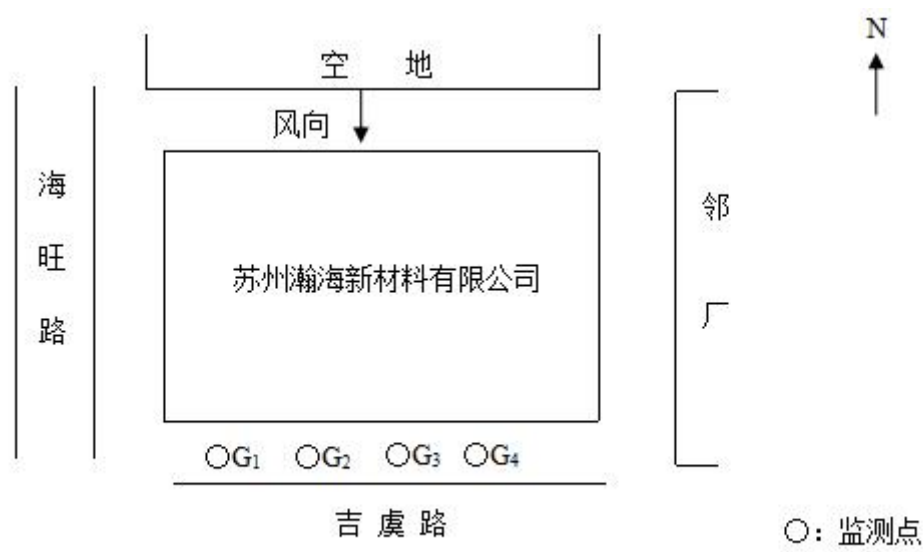 N
空 地
风向
海旺路
邻厂
苏州瀚海新材料有限公司
○G₁ ○G₂ ○G₃ ○G₄
吉虞路
○：监测点